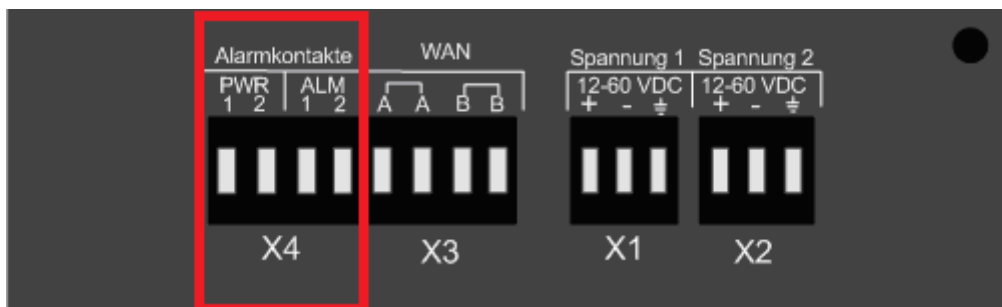 Alarmkontakte WAN Spannung 1 Spannung 2
PWR ALM 12-60 VDC 12-60 VDC
1 2 1 2 A A B B + - ⏚ + - ⏚
X4 X3 X1 X2